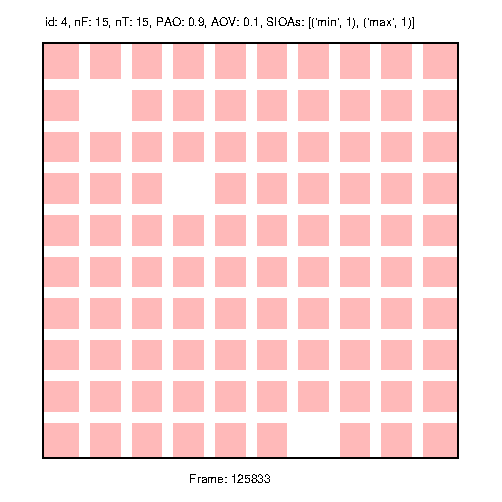 id: 4, nF: 15, nT: 15, PAO: 0.9, AOV: 0.1, SIOAs: [('min', 1), ('max', 1)]
Frame: 125833